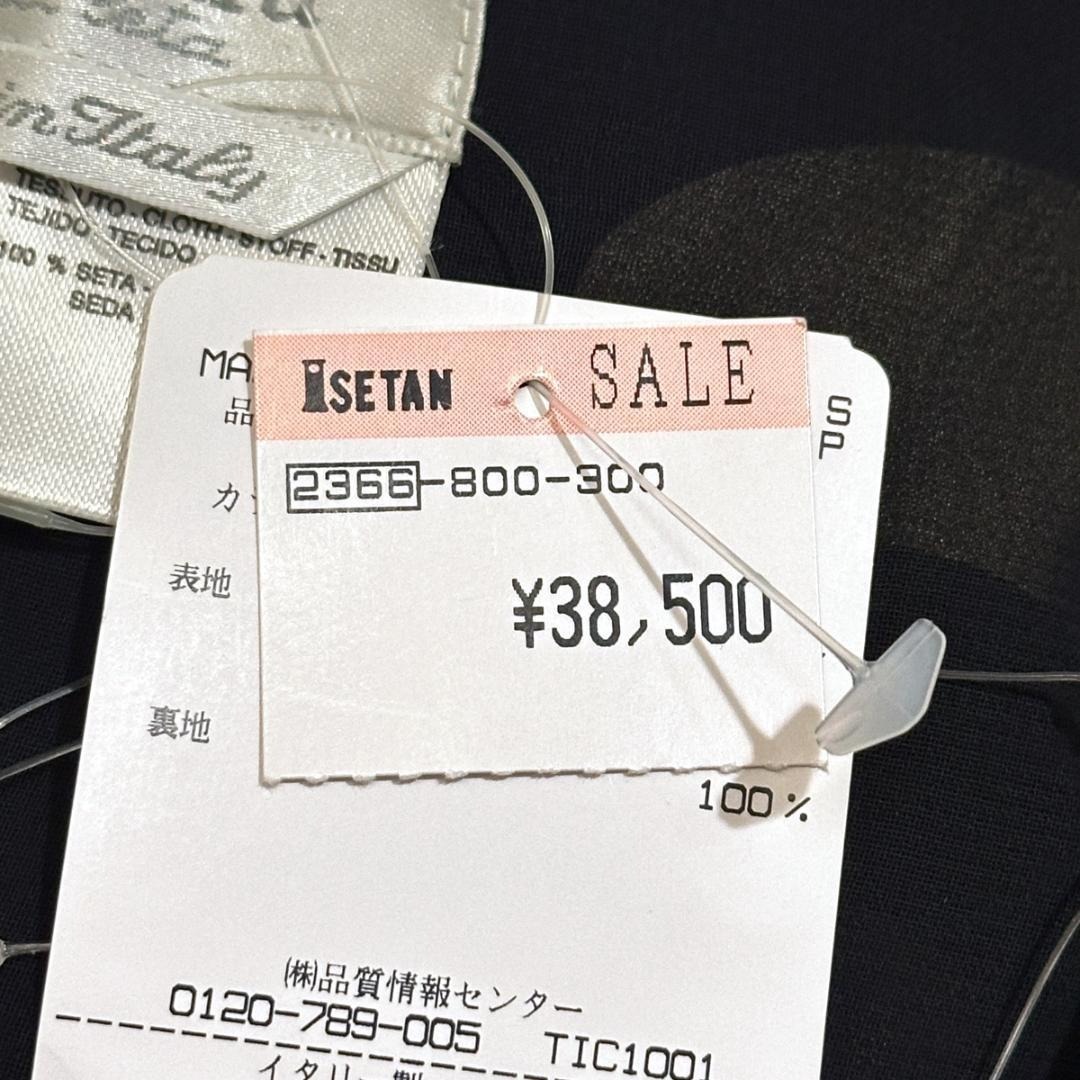 in Italy
TESSUTO - CLOTH - STOFF - TISSU
TEJIDO - TECIDO
100 % SETA -
SEDA
MA
品
カ
S
P
ISETAN SALE
2366-800-300
¥38,500
表地
裏地
100%
(株)品質情報センター
0120-789-005 TIC1001
イタリー製